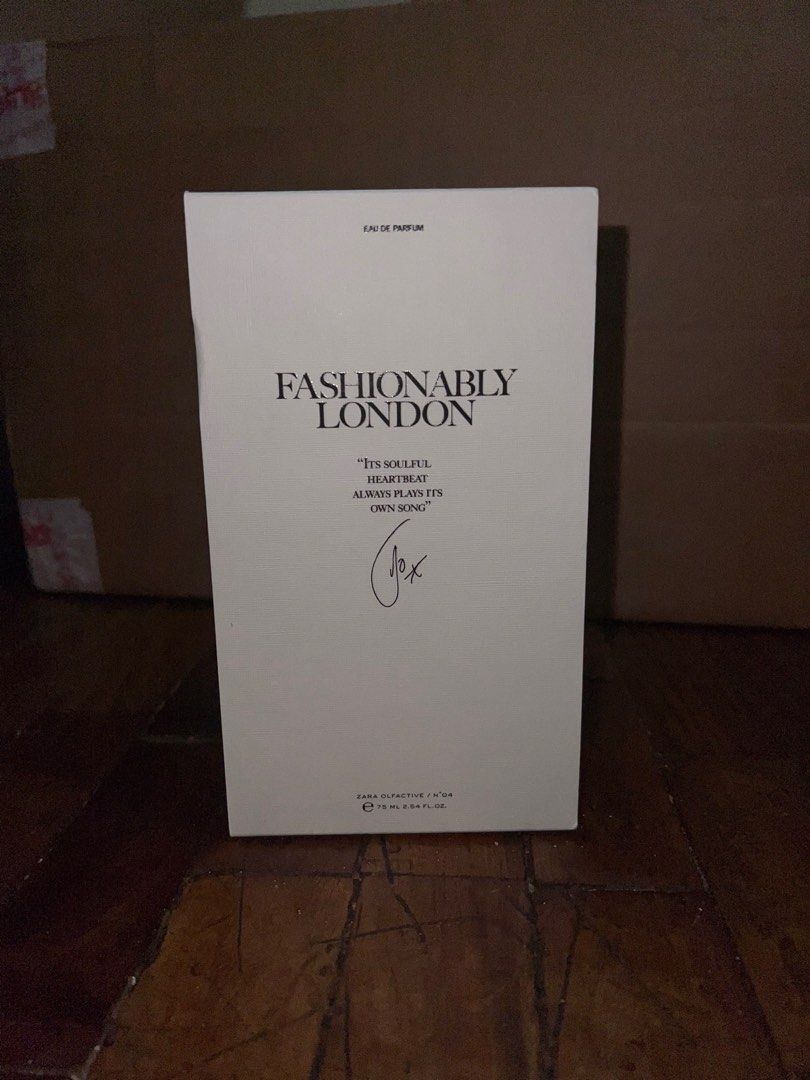 EAU DE PARFUM
FASHIONABLY
LONDON
“ITS SOULFUL
HEARTBEAT
ALWAYS PLAYS ITS
OWN SONG”
Jo x
ZARA OLFACTIVE / N°04
℮ 75 ML 2.54 FL.OZ.